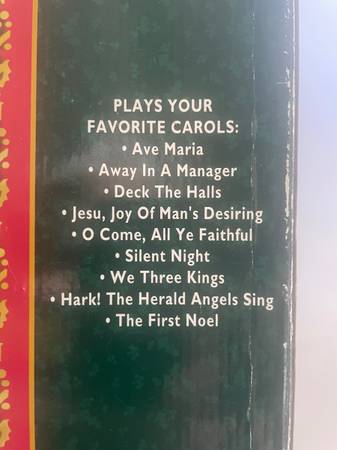 PLAYS YOUR
FAVORITE CAROLS:
• Ave Maria
• Away In A Manager
• Deck The Halls
• Jesu, Joy Of Man's Desiring
• O Come, All Ye Faithful
• Silent Night
• We Three Kings
• Hark! The Herald Angels Sing
• The First Noel